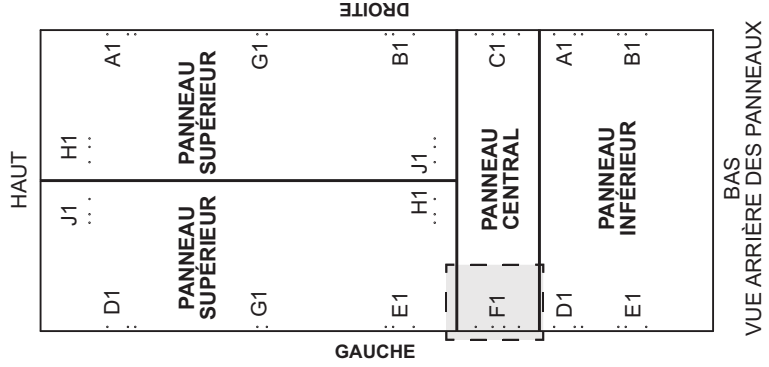 HAUT
DROITE
GAUCHE
J1
H1
D1
A1
PANNEAU
SUPÉRIEUR
PANNEAU
SUPÉRIEUR
G1
G1
H1
J1
E1
B1
F1
PANNEAU
CENTRAL
C1
D1
A1
PANNEAU
INFÉRIEUR
E1
B1
BAS
VUE ARRIÈRE DES PANNEAUX